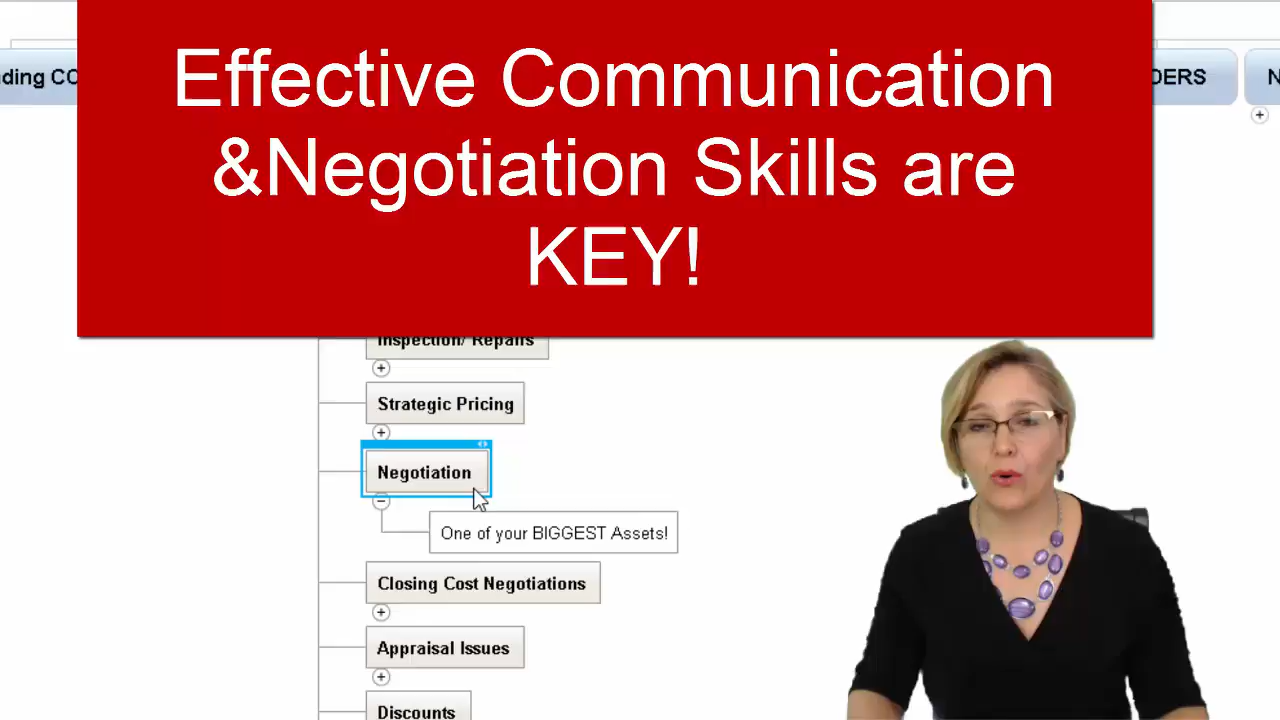 Effective Communication
&Negotiation Skills are
KEY!
Inspection/ Repairs
Strategic Pricing
Negotiation
One of your BIGGEST Assets!
Closing Cost Negotiations
Appraisal Issues
Discounts